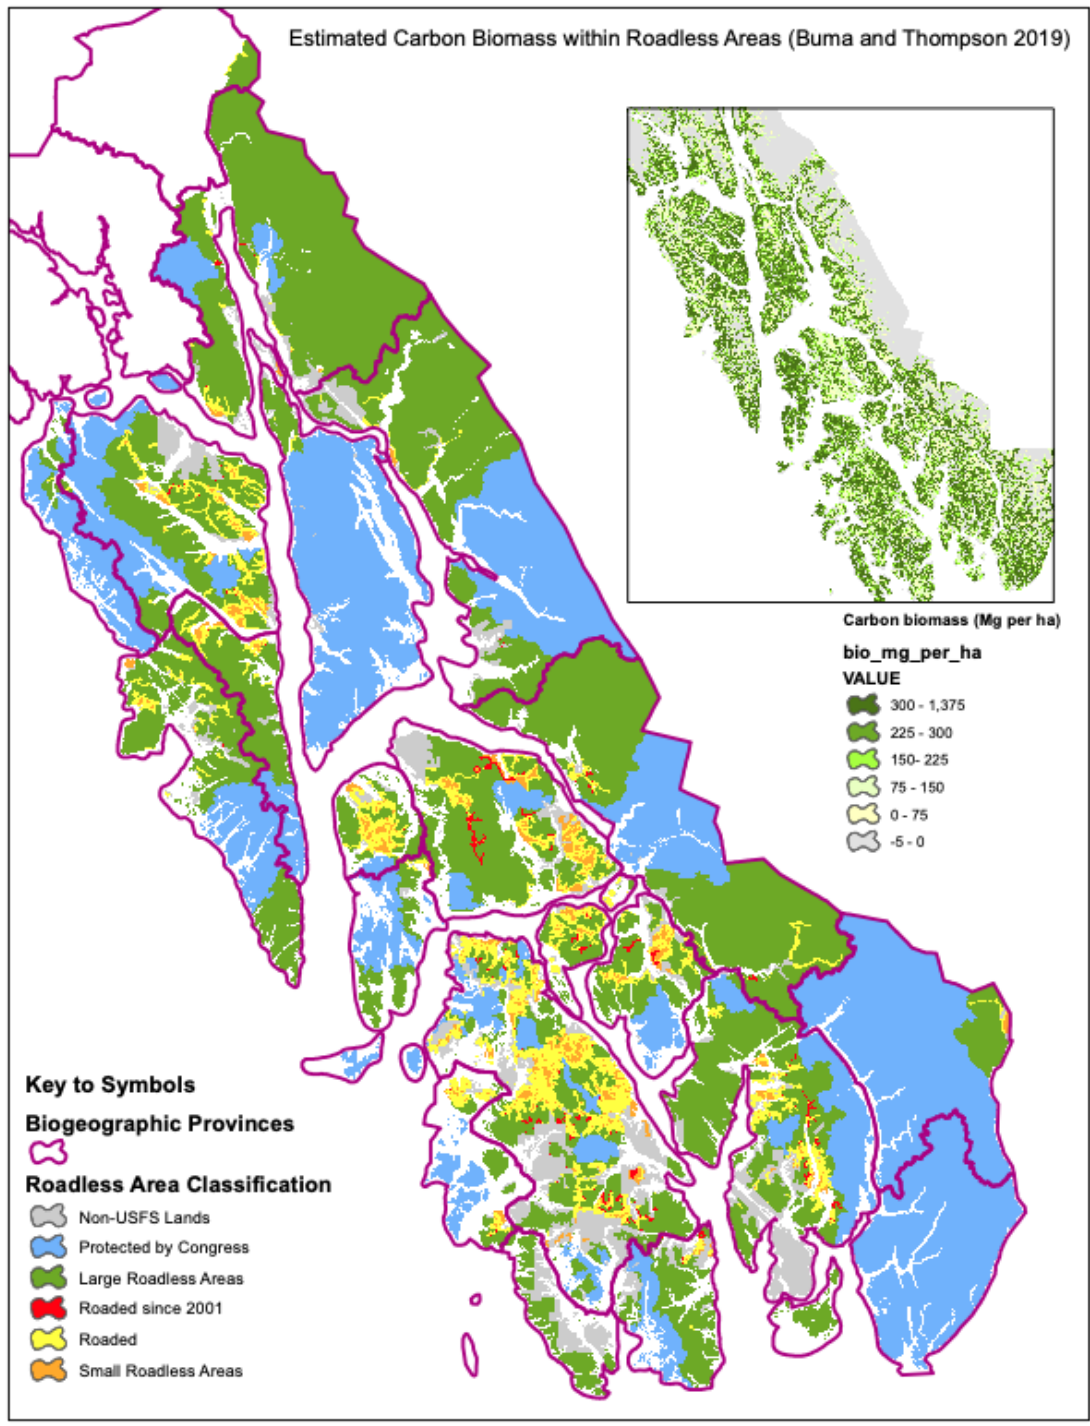 Estimated Carbon Biomass within Roadless Areas (Buma and Thompson 2019)
Carbon biomass (Mg per ha)
bio_mg_per_ha
VALUE
300 - 1,375
225 - 300
150- 225
75 - 150
0 - 75
-5 - 0
Key to Symbols
Biogeographic Provinces
Roadless Area Classification
Non-USFS Lands
Protected by Congress
Large Roadless Areas
Roaded since 2001
Roaded
Small Roadless Areas